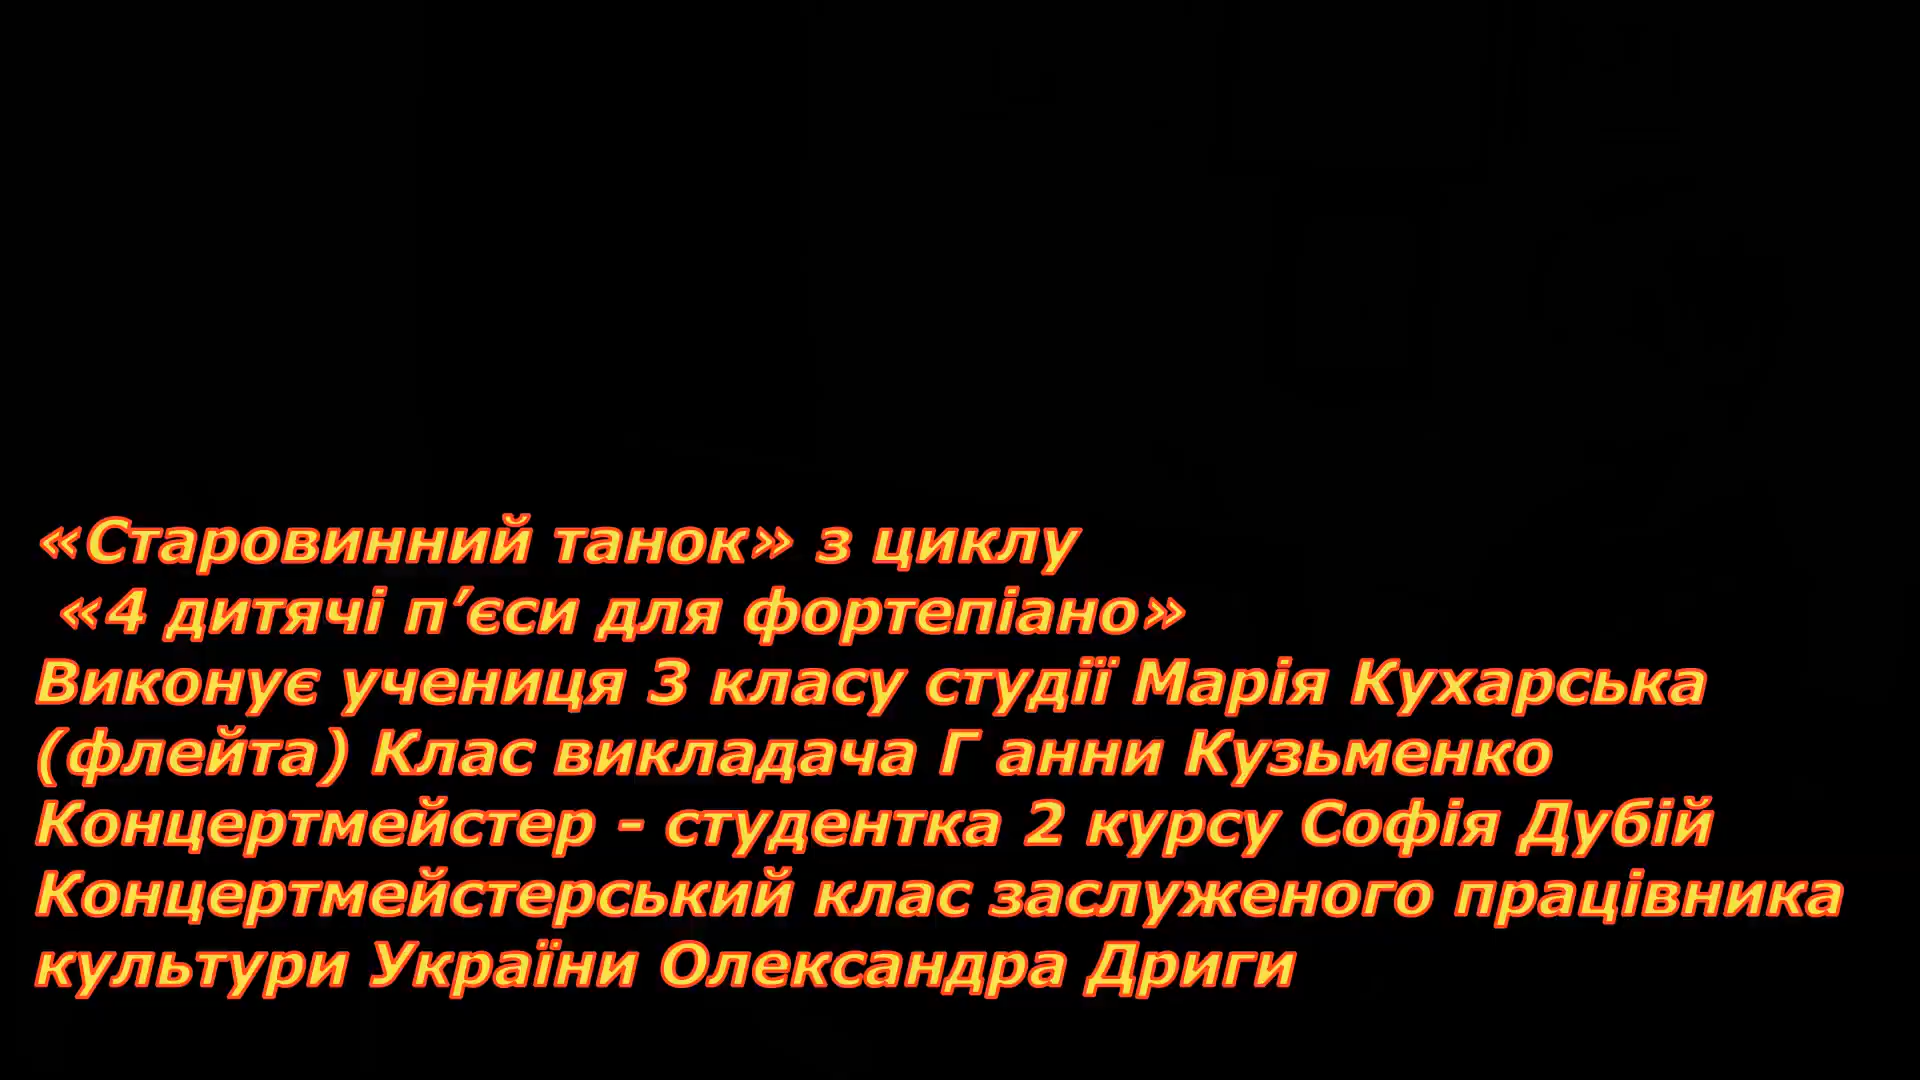 «Старовинний танок» з циклу
«4 дитячі п’єси для фортепіано»
Виконує учениця 3 класу студії Марія Кухарська
(флейта) Клас викладача Г анни Кузьменко
Концертмейстер - студентка 2 курсу Софія Дубій
Концертмейстерський клас заслуженого працівника
культури України Олександра Дриги